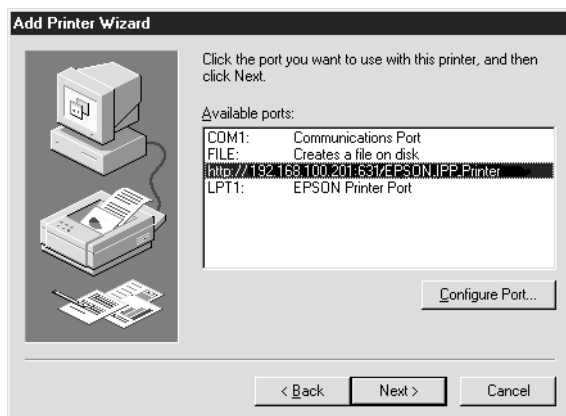 Add Printer Wizard
Click the port you want to use with this printer, and then
click Next.
Available ports:
COM1: Communications Port
FILE: Creates a file on disk
http://192.168.100.201:631/EPSON_IPP_Printer
LPT1: EPSON Printer Port
Configure Port...
< Back Next > Cancel